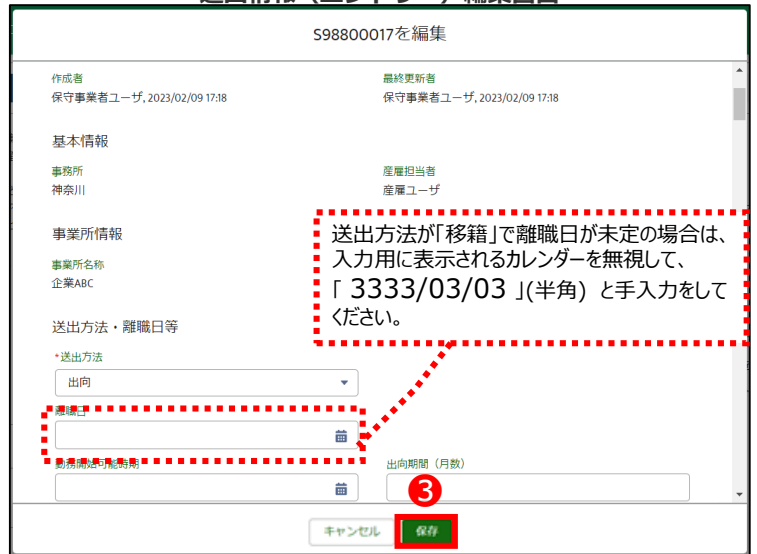 S98800017を編集
作成者
保守事業者ユーザ, 2023/02/09 17:18
最終更新者
保守事業者ユーザ, 2023/02/09 17:18
基本情報
事務所
神奈川
産雇担当者
産雇ユーザ
事業所情報
事業所名称
企業ABC
送出方法が「移籍」で離職日が未定の場合は、
入力用に表示されるカレンダーを無視して、
「 3333/03/03 」(半角) と手入力をして
ください。
送出方法・離職日等
*送出方法
出向
離職日
勤務開始可能時期
出向期間（月数）
3
キャンセル
保存